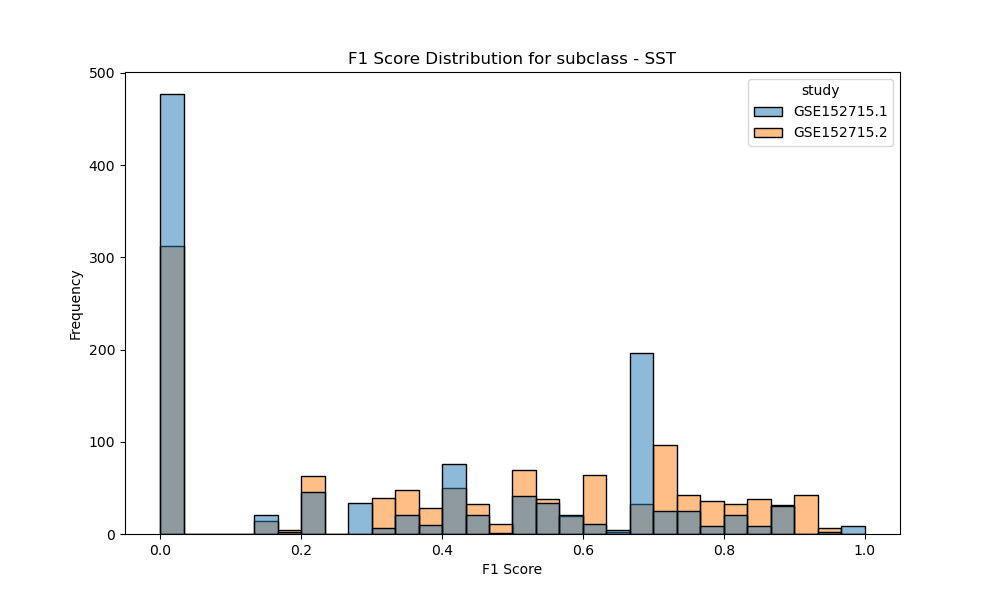 F1 Score Distribution for subclass - SST
study
GSE152715.1
GSE152715.2
500
400
300
200
100
0
Frequency
0.0 0.2 0.4 0.6 0.8 1.0
F1 Score